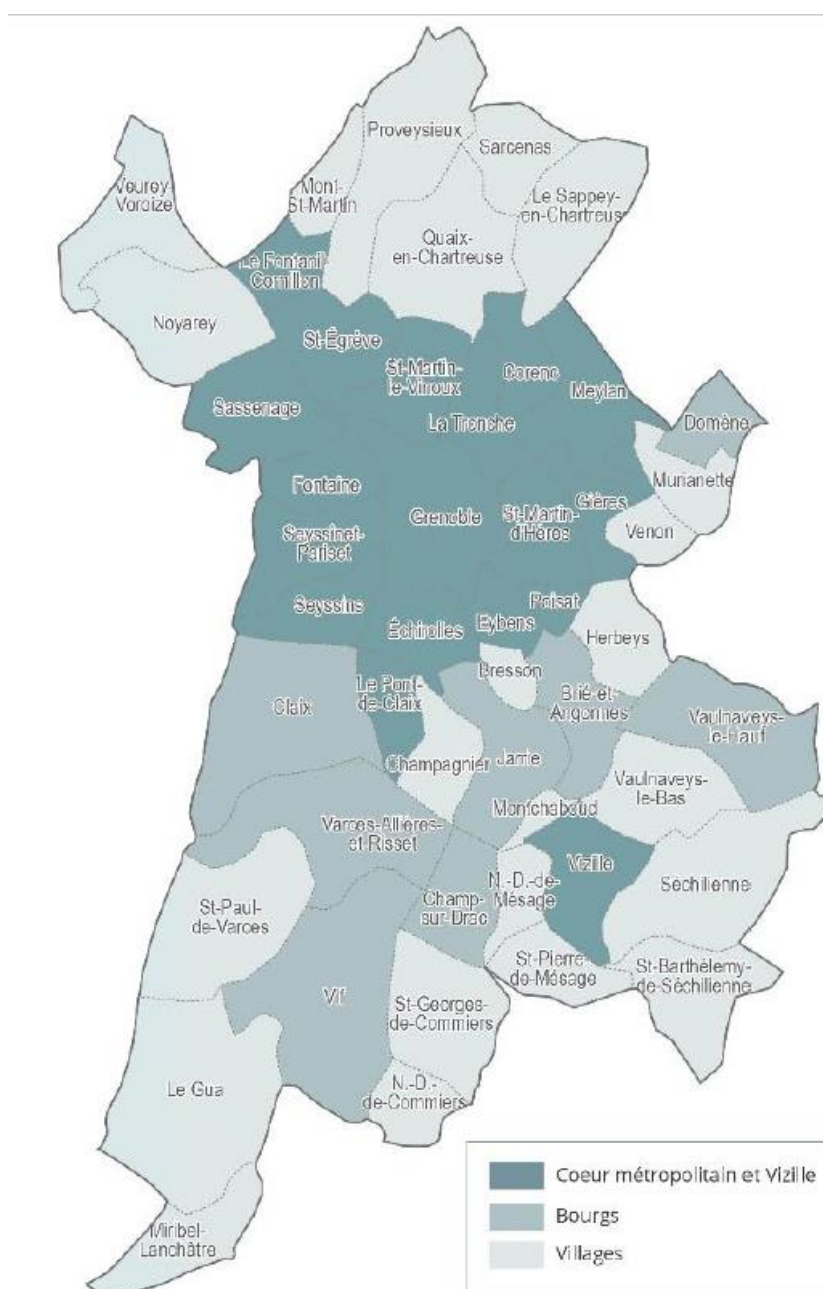 Proveysieux
Sarcenas
Veurey-
Voroize
Mont-
St-Martin
Le Sappey-
en-Chartreuse
Quaix-
en-Chartreuse
Le Fontanil-
Cornillon
Noyarey
St-Égrève
St-Martin-
le-Vinoux
Corenc
Meylan
Sassenage
La Tronche
Domène
Murianette
Fontaine
Grenoble
St-Martin-
d'Hères
Gières
Venon
Seyssinet-
Pariset
Seyssins
Échirolles
Eybens
Poisat
Herbeys
Bresson
Le Pont-
de-Claix
Claix
Brié-et-
Angonnes
Vaulnaveys-
le-Haut
Champagnier
Jarrie
Vaulnaveys-
le-Bas
Montchaboud
Varces-Allières-
et-Risset
Vizille
Séchilienne
N.-D.-de-
Mésage
Champ-
sur-Drac
St-Paul-
de-Varces
St-Pierre-
de-Mésage
St-Barthélemy-
de-Séchilienne
Vif
St-Georges-
de-Commiers
Le Gua
N.-D.-
de-Commiers
Miribel-
Lanchâtre
Coeur métropolitain et Vizille
Bourgs
Villages